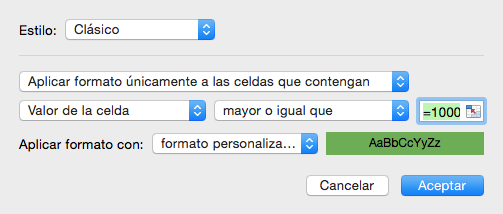 Estilo: Clásico
Aplicar formato únicamente a las celdas que contengan
Valor de la celda mayor o igual que =1000
Aplicar formato con: formato personaliza... AaBbCcYyZz
Cancelar Aceptar